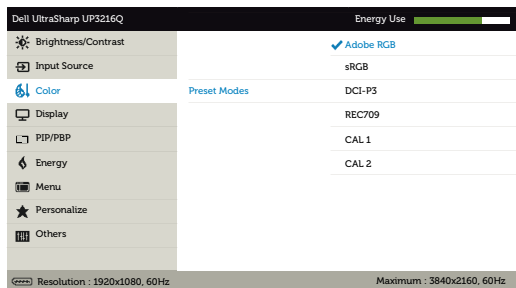 Dell UltraSharp UP3216Q Energy Use
Brightness/Contrast Adobe RGB
Input Source sRGB
Color Preset Modes DCI-P3
Display REC709
PIP/PBP CAL 1
Energy CAL 2
Menu
Personalize
Others
Resolution : 1920x1080, 60Hz Maximum : 3840x2160, 60Hz